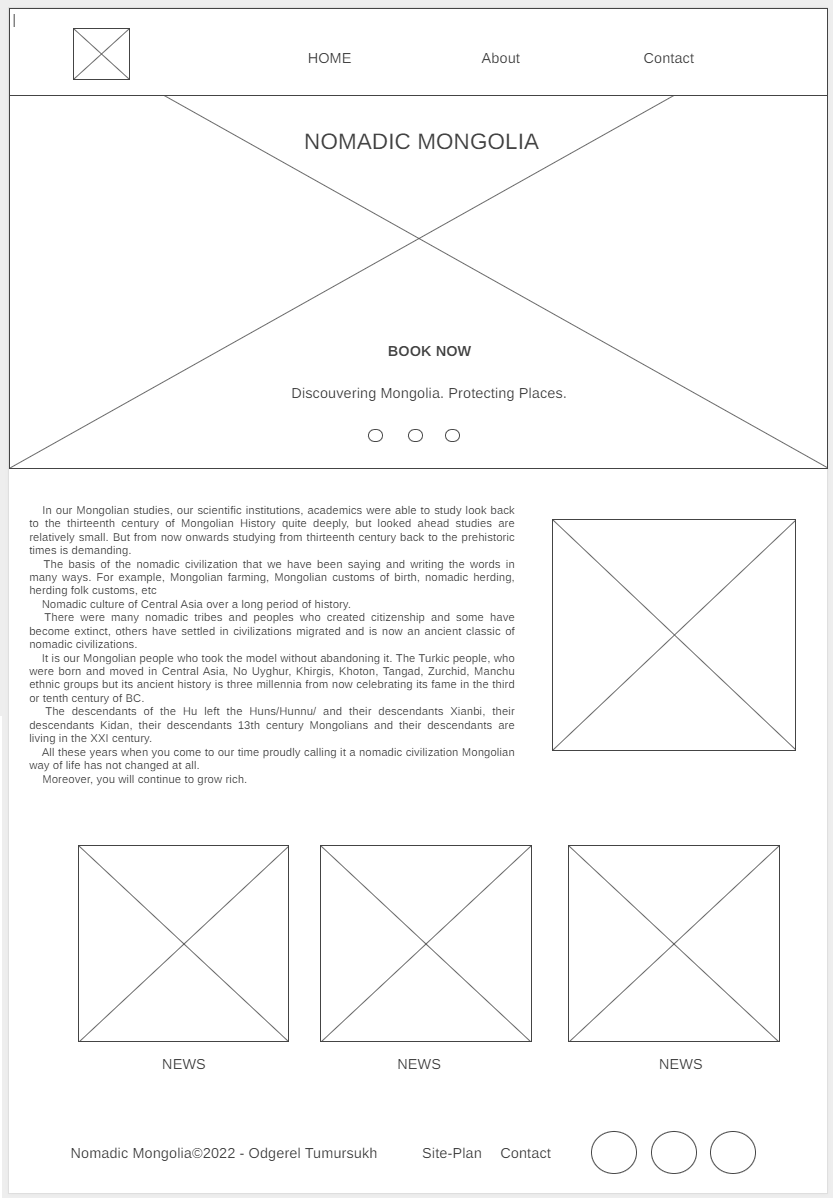 HOME About Contact
NOMADIC MONGOLIA
BOOK NOW
Discouvering Mongolia. Protecting Places.
In our Mongolian studies, our scientific institutions, academics were able to study look back
to the thirteenth century of Mongolian History quite deeply, but looked ahead studies are
relatively small. But from now onwards studying from thirteenth century back to the prehistoric
times is demanding.
The basis of the nomadic civilization that we have been saying and writing the words in
many ways. For example, Mongolian farming, Mongolian customs of birth, nomadic herding,
herding folk customs, etc
Nomadic culture of Central Asia over a long period of history.
There were many nomadic tribes and peoples who created citizenship and some have
become extinct, others have settled in civilizations migrated and is now an ancient classic of
nomadic civilizations.
It is our Mongolian people who took the model without abandoning it. The Turkic people, who
were born and moved in Central Asia, No Uyghur, Khirgis, Khoton, Tangad, Zurchid, Manchu
ethnic groups but its ancient history is three millennia from now celebrating its fame in the third
or tenth century of BC.
The descendants of the Hu left the Huns/Hunnu/ and their descendants Xianbi, their
descendants Kidan, their descendants 13th century Mongolians and their descendants are
living in the XXI century.
All these years when you come to our time proudly calling it a nomadic civilization Mongolian
way of life has not changed at all.
Moreover, you will continue to grow rich.
NEWS NEWS NEWS
Nomadic Mongolia©2022 - Odgerel Tumursukh Site-Plan Contact